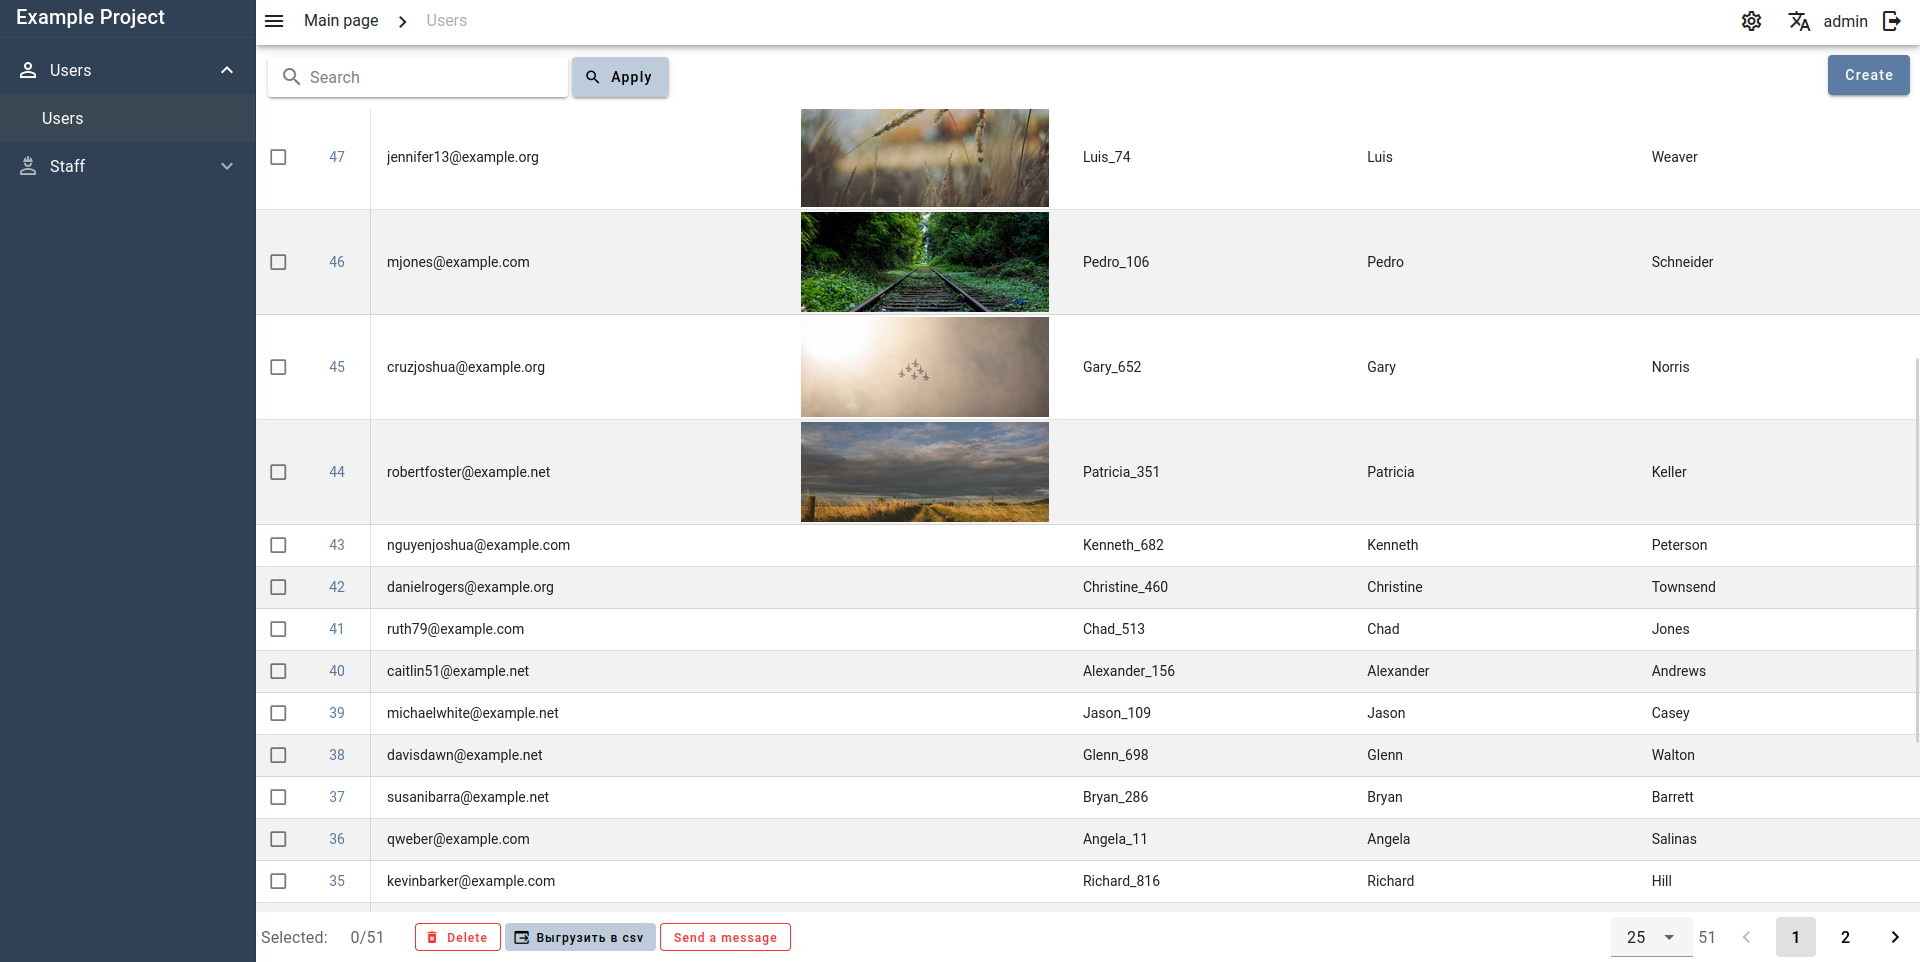 Example Project
Main page Users
admin
Users
Users
Staff
Search
Apply
Create
47 jennifer13@example.org Luis_74 Luis Weaver
46 mjones@example.com Pedro_106 Pedro Schneider
45 cruzjoshua@example.org Gary_652 Gary Norris
44 robertfoster@example.net Patricia_351 Patricia Keller
43 nguyenjoshua@example.com Kenneth_682 Kenneth Peterson
42 danielrogers@example.org Christine_460 Christine Townsend
41 ruth79@example.com Chad_513 Chad Jones
40 caitlin51@example.net Alexander_156 Alexander Andrews
39 michaelwhite@example.net Jason_109 Jason Casey
38 davisdawn@example.net Glenn_698 Glenn Walton
37 susanibarra@example.net Bryan_286 Bryan Barrett
36 qweber@example.com Angela_11 Angela Salinas
35 kevinbarker@example.com Richard_816 Richard Hill
Selected: 0/51 Delete Выгрузить в csv Send a message 25 51 1 2